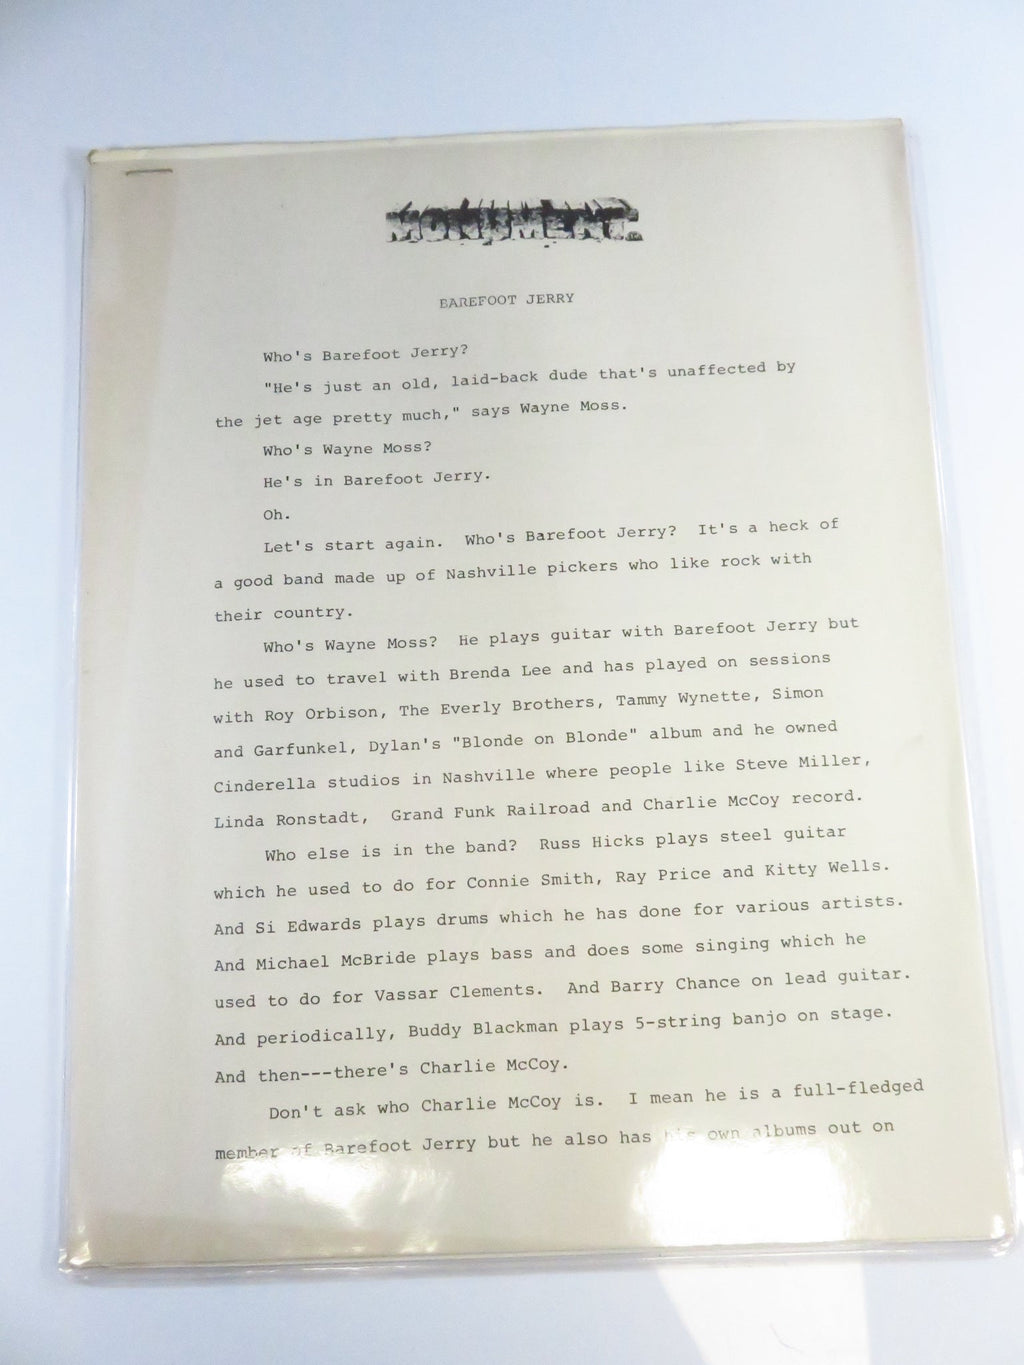 MONUMENT
BAREFOOT JERRY
Who's Barefoot Jerry?
"He's just an old, laid-back dude that's unaffected by
the jet age pretty much," says Wayne Moss.
Who's Wayne Moss?
He's in Barefoot Jerry.
Oh.
Let's start again.  Who's Barefoot Jerry?  It's a heck of
a good band made up of Nashville pickers who like rock with
their country.
Who's Wayne Moss?  He plays guitar with Barefoot Jerry but
he used to travel with Brenda Lee and has played on sessions
with Roy Orbison, The Everly Brothers, Tammy Wynette, Simon
and Garfunkel, Dylan's "Blonde on Blonde" album and he owned
Cinderella studios in Nashville where people like Steve Miller,
Linda Ronstadt,  Grand Funk Railroad and Charlie McCoy record.
Who else is in the band?  Russ Hicks plays steel guitar
which he used to do for Connie Smith, Ray Price and Kitty Wells.
And Si Edwards plays drums which he has done for various artists.
And Michael McBride plays bass and does some singing which he
used to do for Vassar Clements.  And Barry Chance on lead guitar.
And periodically, Buddy Blackman plays 5-string banjo on stage.
And then---there's Charlie McCoy.
Don't ask who Charlie McCoy is.  I mean he is a full-fledged
member of Barefoot Jerry but he also has his own albums out on